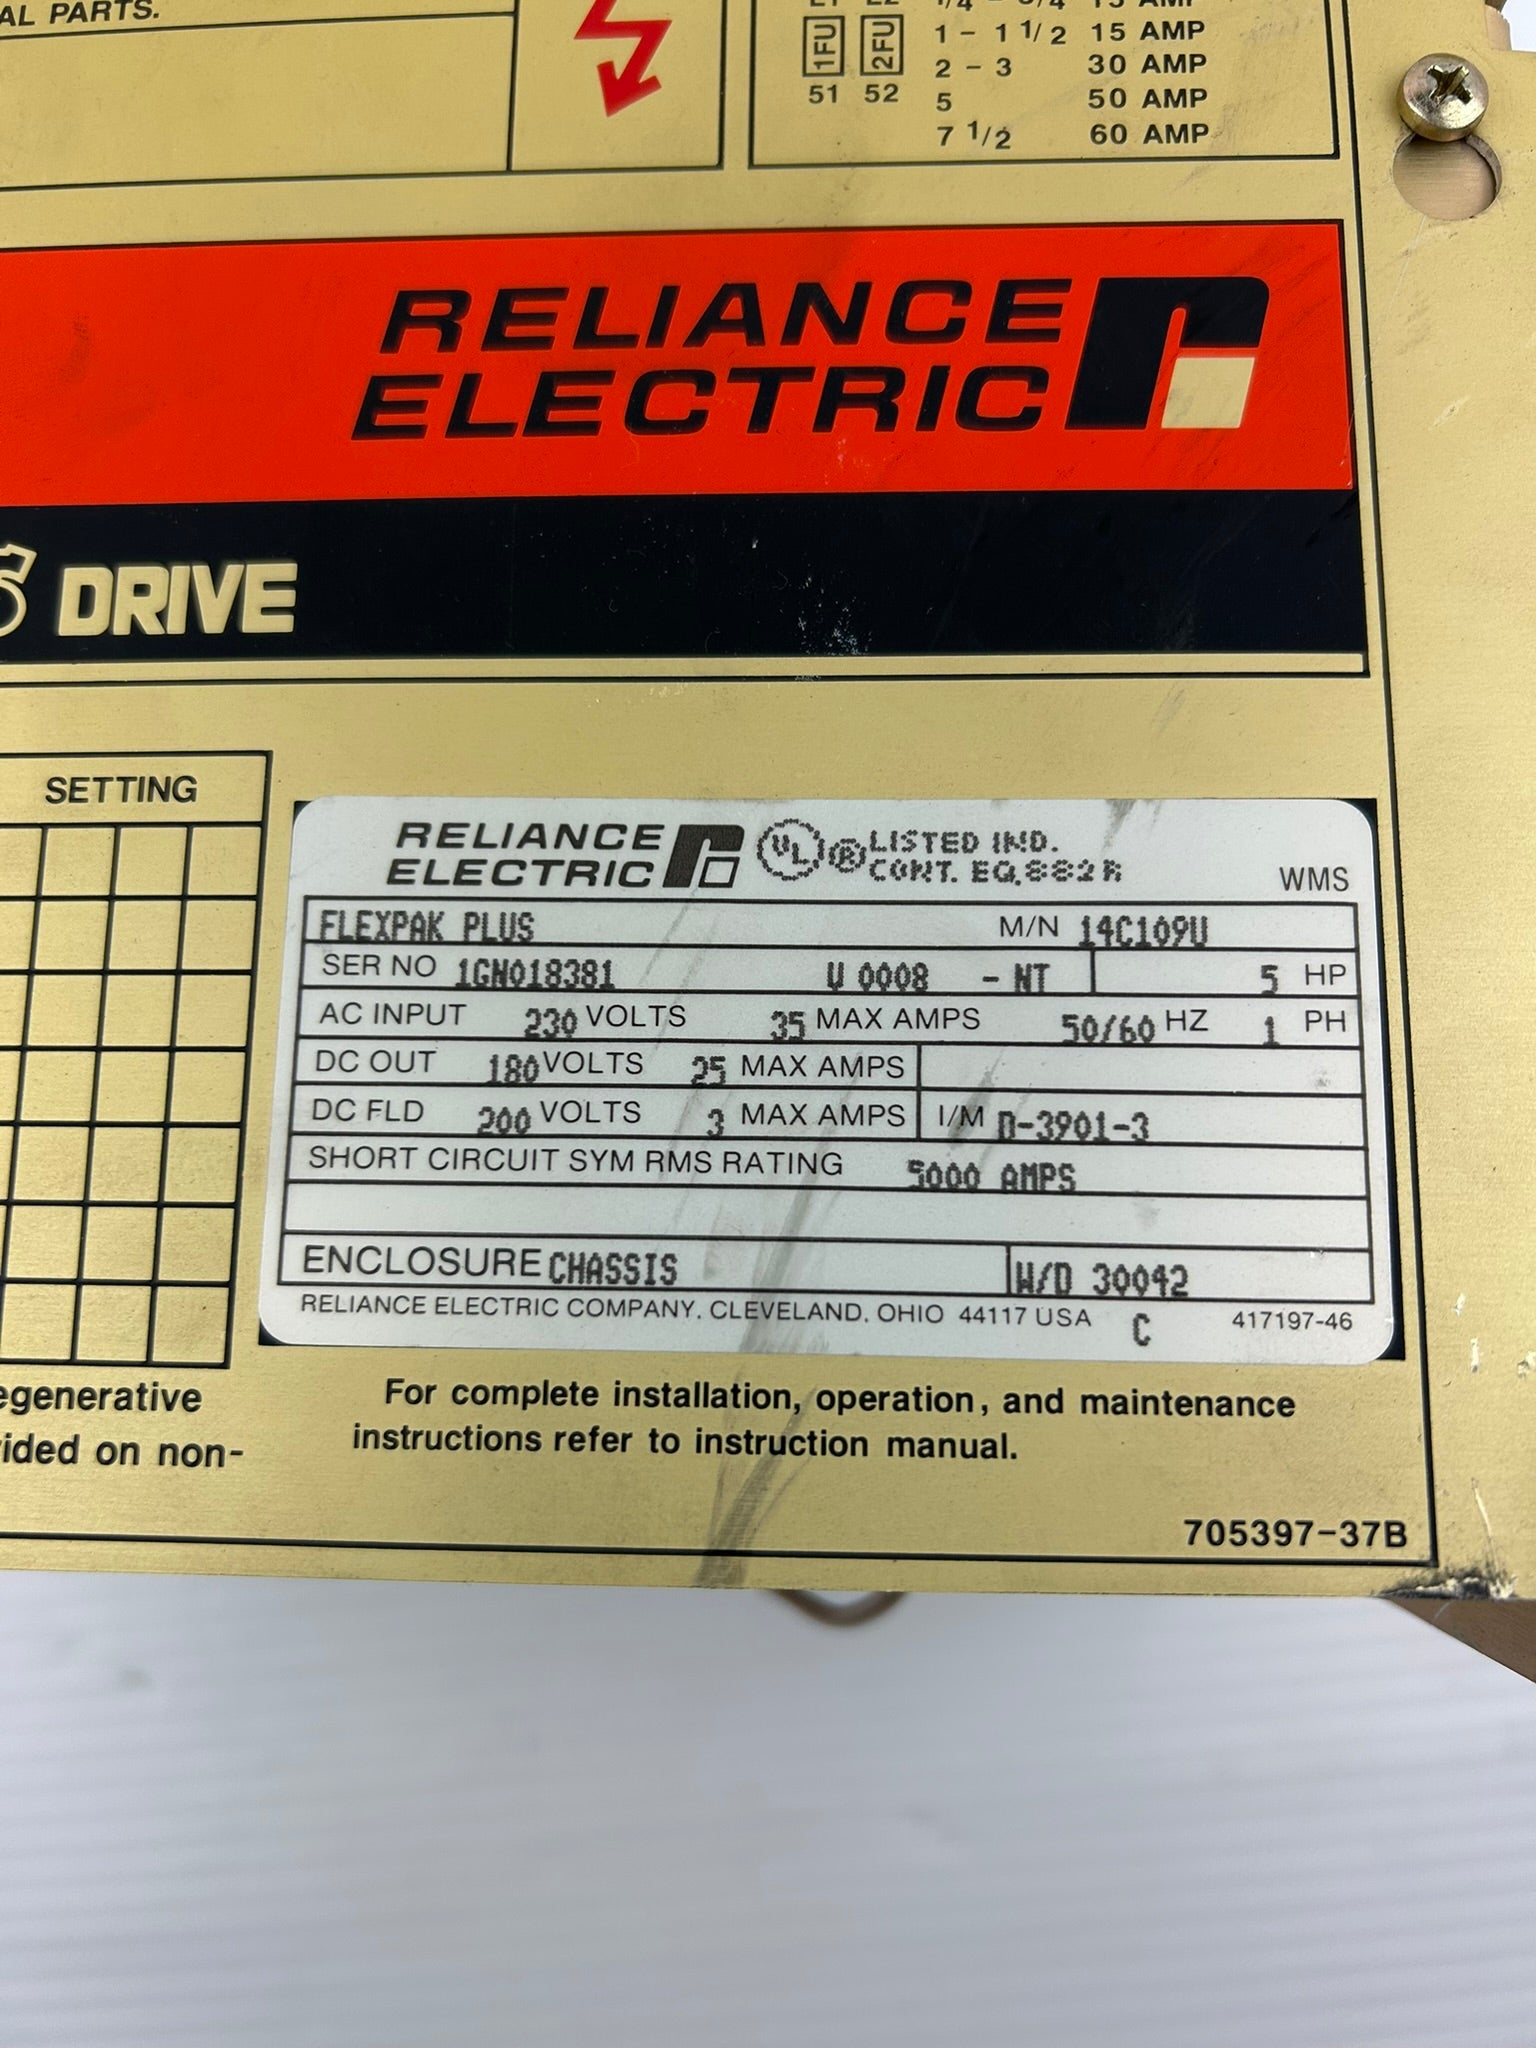 AL PARTS.
15 AMP
1FU 2FU 1 - 1 1/2 15 AMP
2 - 3 30 AMP
51 52 5 50 AMP
7 1/2 60 AMP
RELIANCE
ELECTRIC
DRIVE
SETTING
RELIANCE
ELECTRIC
UL ® LISTED IND.
CONT. EQ. 882R
WMS
FLEXPAK PLUS M/N 14C109U
SER NO 1GN018381 V 0008 - NT 5 HP
AC INPUT 230 VOLTS 35 MAX AMPS 50/60 HZ 1 PH
DC OUT 180 VOLTS 25 MAX AMPS
DC FLD 200 VOLTS 3 MAX AMPS I/M D-3901-3
SHORT CIRCUIT SYM RMS RATING 5000 AMPS
ENCLOSURE CHASSIS W/D 30042
RELIANCE ELECTRIC COMPANY. CLEVELAND. OHIO 44117 USA C 417197-46
egenerative
ided on non-
For complete installation, operation, and maintenance
instructions refer to instruction manual.
705397-37B